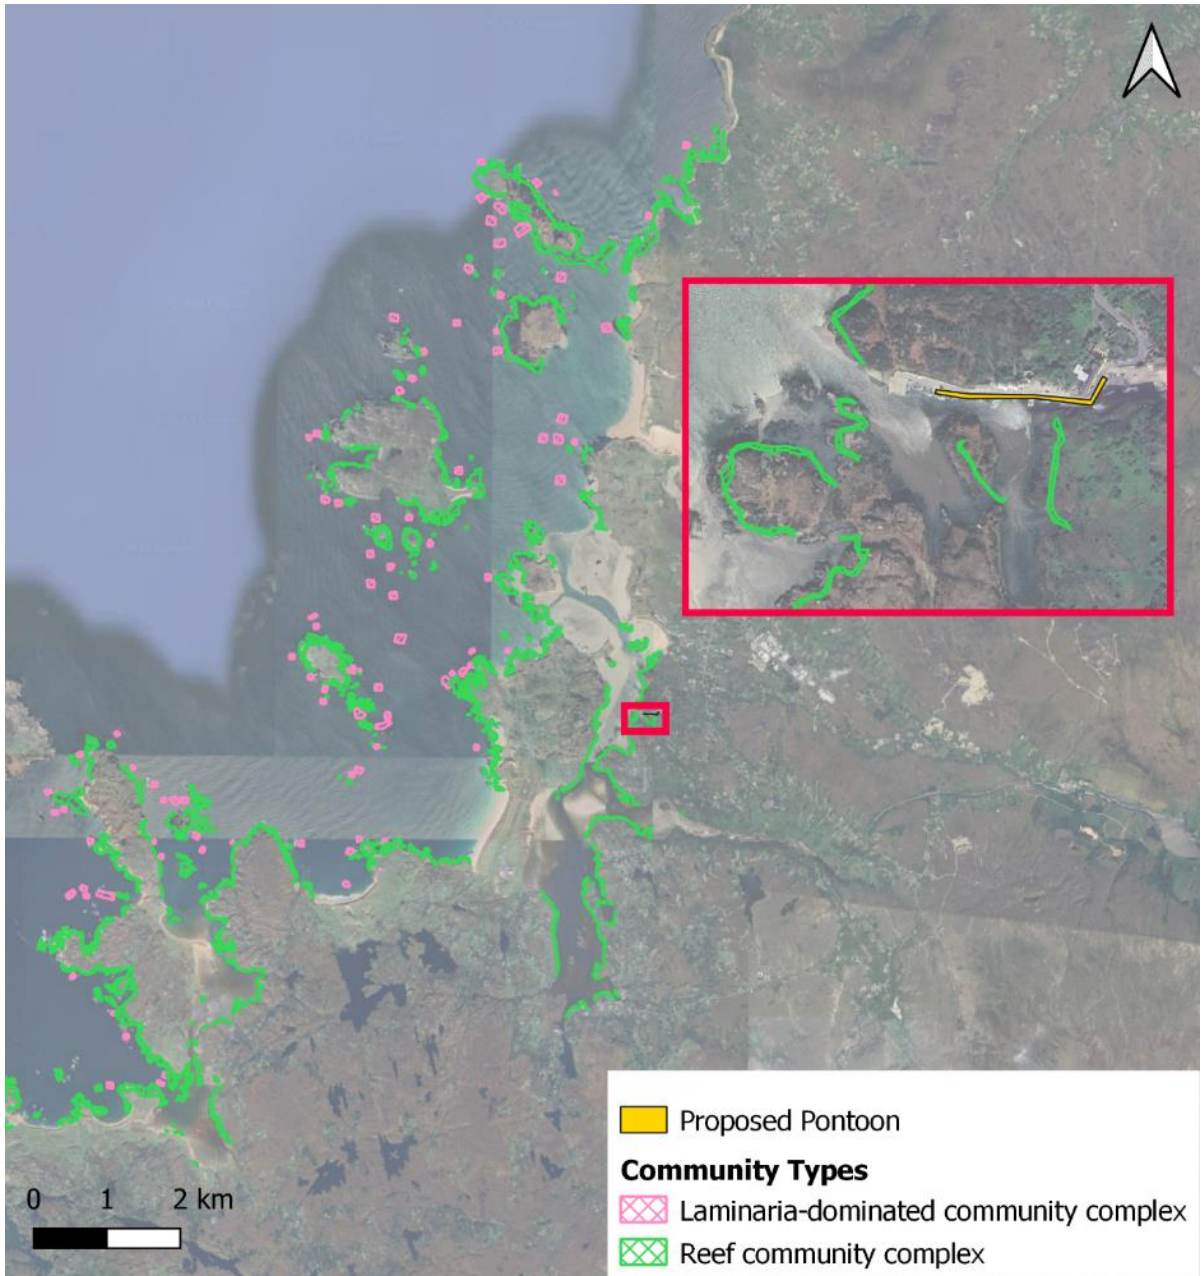 0 1 2 km
Proposed Pontoon
Community Types
Laminaria-dominated community complex
Reef community complex